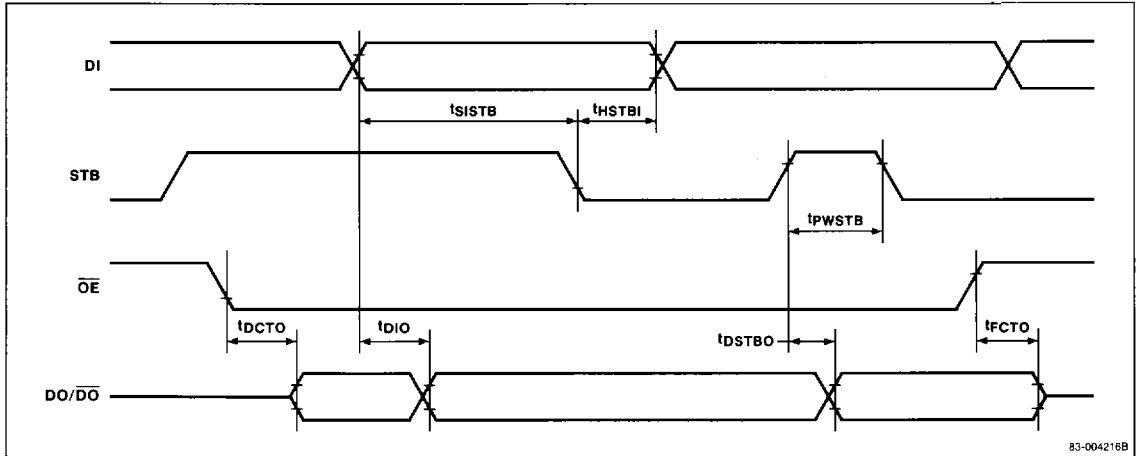 DI
tSISTB
tHSTBI
STB
tPWSTB
OE
tDCTO
tDIO
tDSTBO
tFCTO
DO/DO
83-004216B